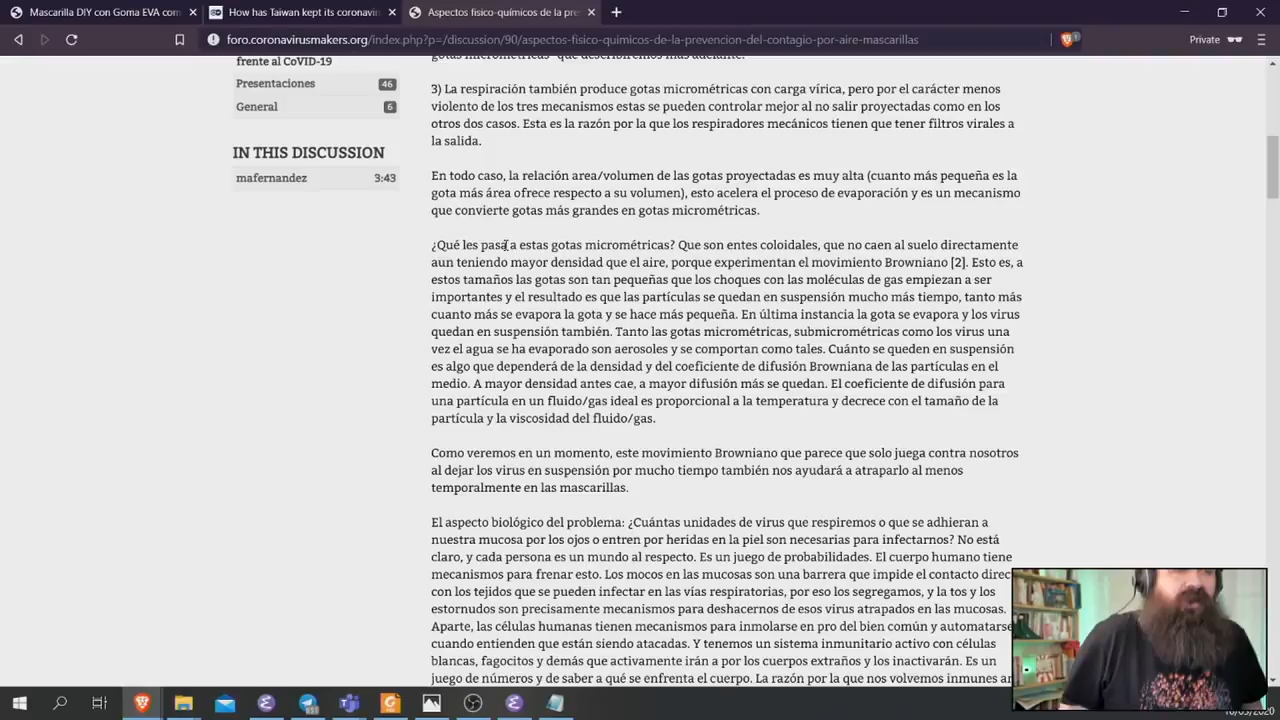 Mascarilla DIY con Goma EVA com
How has Taiwan kept its coronavir
Aspectos físico-químicos de la pre
foro.coronavirusmakers.org/index.php?p=/discussion/90/aspectos-fisico-quimicos-de-la-prevencion-del-contagio-por-aire-mascarillas
Private
frente al CoVID-19
Presentaciones 46
General 6
IN THIS DISCUSSION
mafernandez 3:43
gotas micrométricas" que describiremos más adelante.
3) La respiración también produce gotas micrométricas con carga vírica, pero por el carácter menos
violento de los tres mecanismos estas se pueden controlar mejor al no salir proyectadas como en los
otros dos casos. Esta es la razón por la que los respiradores mecánicos tienen que tener filtros virales a
la salida.
En todo caso, la relación area/volumen de las gotas proyectadas es muy alta (cuanto más pequeña es la
gota más área ofrece respecto a su volumen), esto acelera el proceso de evaporación y es un mecanismo
que convierte gotas más grandes en gotas micrométricas.
¿Qué les pasa a estas gotas micrométricas? Que son entes coloidales, que no caen al suelo directamente
aun teniendo mayor densidad que el aire, porque experimentan el movimiento Browniano [2]. Esto es, a
estos tamaños las gotas son tan pequeñas que los choques con las moléculas de gas empiezan a ser
importantes y el resultado es que las partículas se quedan en suspensión mucho más tiempo, tanto más
cuanto más se evapora la gota y se hace más pequeña. En última instancia la gota se evapora y los virus
quedan en suspensión también. Tanto las gotas micrométricas, submicrométricas como los virus una
vez el agua se ha evaporado son aerosoles y se comportan como tales. Cuánto se queden en suspensión
es algo que dependerá de la densidad y del coeficiente de difusión Browniana de las partículas en el
medio. A mayor densidad antes cae, a mayor difusión más se quedan. El coeficiente de difusión para
una partícula en un fluido/gas ideal es proporcional a la temperatura y decrece con el tamaño de la
partícula y la viscosidad del fluido/gas.
Como veremos en un momento, este movimiento Browniano que parece que solo juega contra nosotros
al dejar los virus en suspensión por mucho tiempo también nos ayudará a atraparlo al menos
temporalmente en las mascarillas.
El aspecto biológico del problema: ¿Cuántas unidades de virus que respiremos o que se adhieran a
nuestra mucosa por los ojos o entren por heridas en la piel son necesarias para infectarnos? No está
claro, y cada persona es un mundo al respecto. Es un juego de probabilidades. El cuerpo humano tiene
mecanismos para frenar esto. Los mocos en las mucosas son una barrera que impide el contacto direc
con los tejidos que se pueden infectar en las vías respiratorias, por eso los segregamos, y la tos y los
estornudos son precisamente mecanismos para deshacernos de esos virus atrapados en las mucosas.
Aparte, las células humanas tienen mecanismos para inmolarse en pro del bien común y automatarse
cuando entienden que están siendo atacadas. Y tenemos un sistema inmunitario activo con células
blancas, fagocitos y demás que activamente irán a por los cuerpos extraños y los inactivarán. Es un
juego de números y de saber a qué se enfrenta el cuerpo. La razón por la que nos volvemos inmunes an